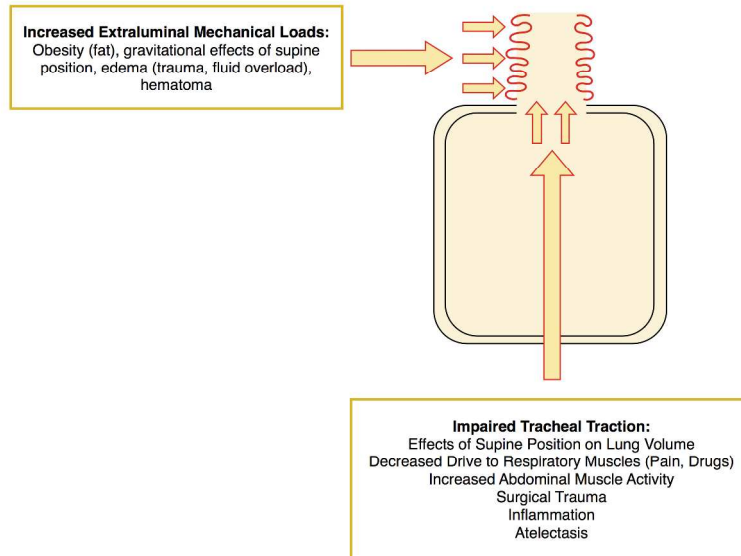 Increased Extraluminal Mechanical Loads:
Obesity (fat), gravitational effects of supine
position, edema (trauma, fluid overload),
hematoma
Impaired Tracheal Traction:
Effects of Supine Position on Lung Volume
Decreased Drive to Respiratory Muscles (Pain, Drugs)
Increased Abdominal Muscle Activity
Surgical Trauma
Inflammation
Atelectasis